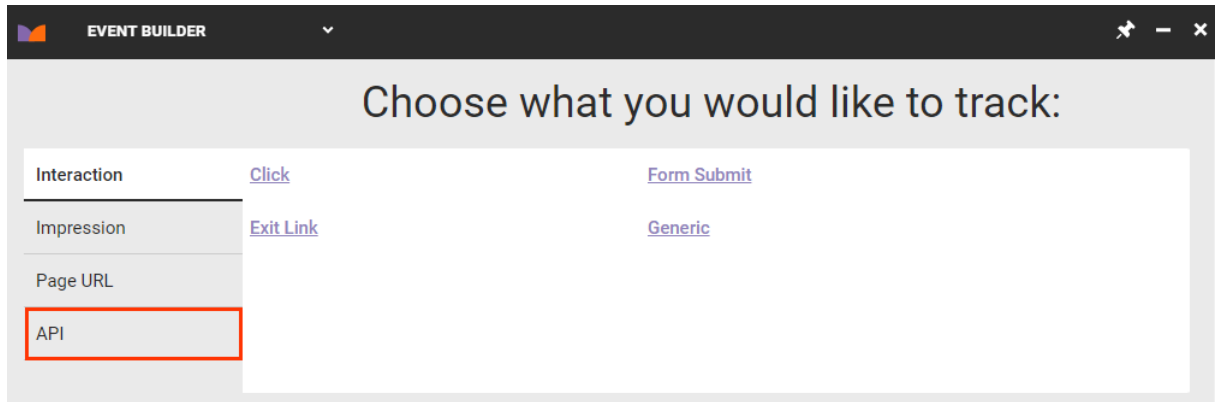 EVENT BUILDER
Choose what you would like to track:
Interaction
Click
Form Submit
Impression
Exit Link
Generic
Page URL
API